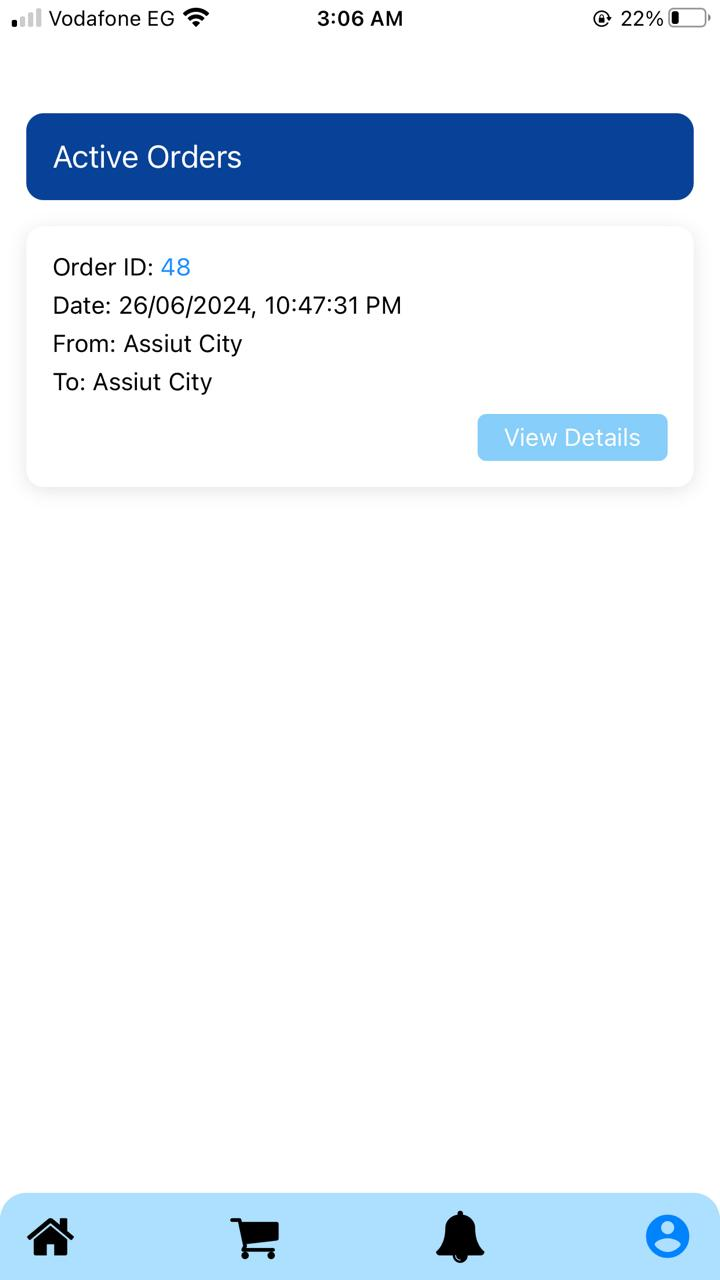 Vodafone EG 3:06 AM 22%
Active Orders
Order ID: 48
Date: 26/06/2024, 10:47:31 PM
From: Assiut City
To: Assiut City
View Details